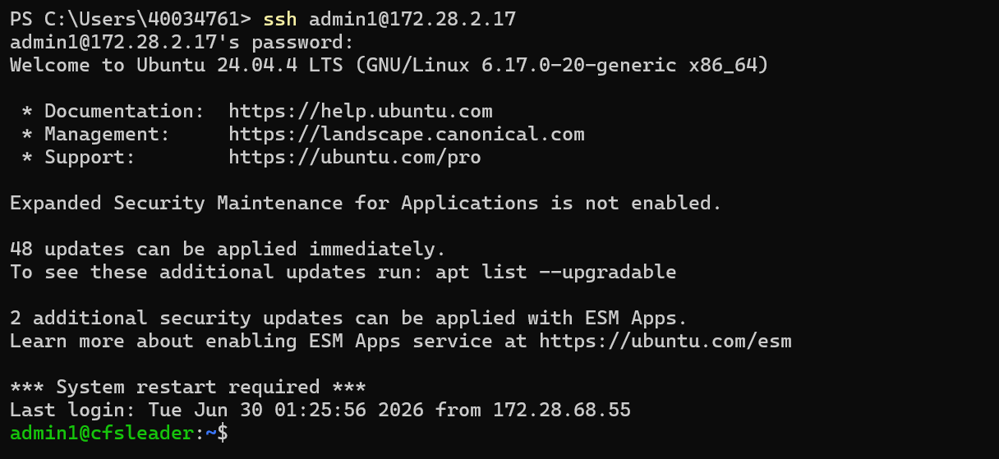 PS C:\Users\40034761> ssh admin1@172.28.2.17
admin1@172.28.2.17's password:
Welcome to Ubuntu 24.04.4 LTS (GNU/Linux 6.17.0-20-generic x86_64)
* Documentation:  https://help.ubuntu.com
* Management:     https://landscape.canonical.com
* Support:        https://ubuntu.com/pro
Expanded Security Maintenance for Applications is not enabled.
48 updates can be applied immediately.
To see these additional updates run: apt list --upgradable
2 additional security updates can be applied with ESM Apps.
Learn more about enabling ESM Apps service at https://ubuntu.com/esm
*** System restart required ***
Last login: Tue Jun 30 01:25:56 2026 from 172.28.68.55
admin1@cfsleader:~$